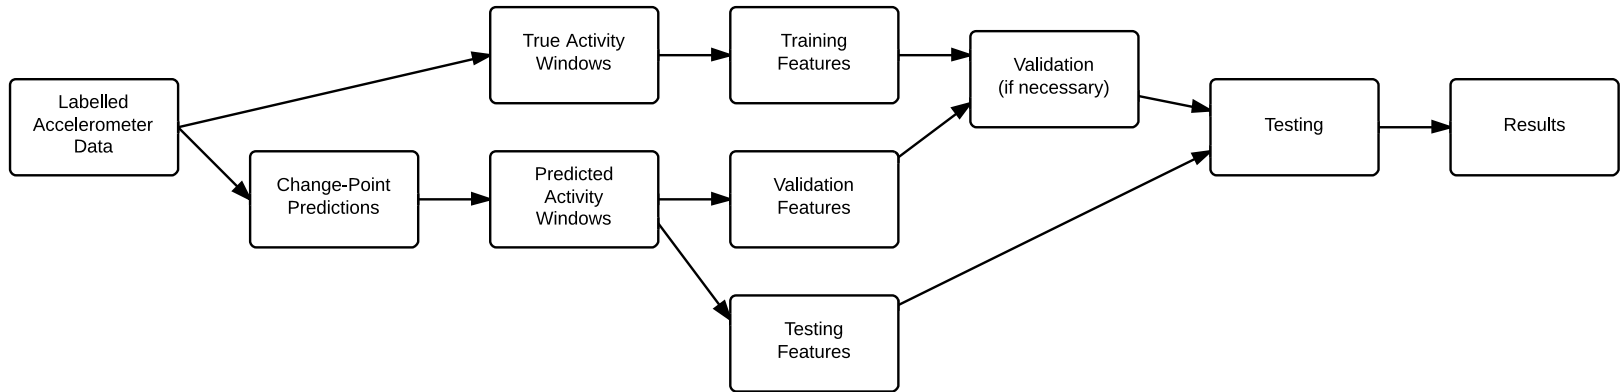 Labelled
Accelerometer
Data
True Activity
Windows
Training
Features
Validation
(if necessary)
Testing
Results
Change-Point
Predictions
Predicted
Activity
Windows
Validation
Features
Testing
Features